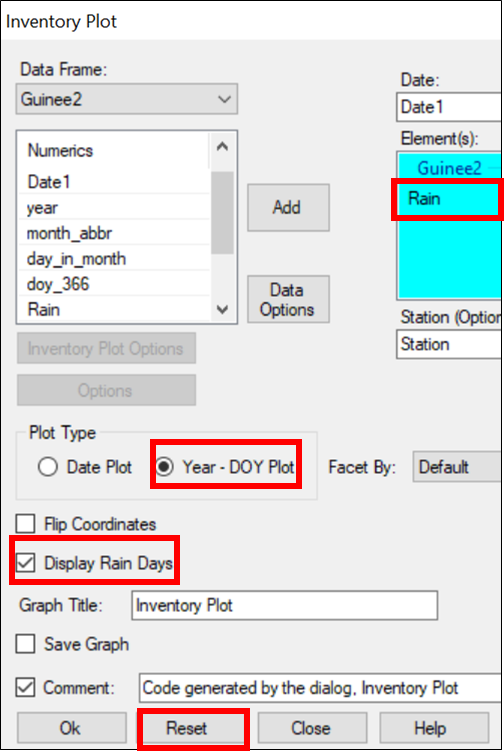 Inventory Plot
Data Frame:
Guinee2
Numerics
Date1
year
month_abbr
day_in_month
doy_366
Rain
Add
Data
Options
Date:
Date1
Element(s):
Guinee2
Rain
Station (Option
Station
Inventory Plot Options
Options
Plot Type
Date Plot
Year - DOY Plot
Facet By:
Default
Flip Coordinates
Display Rain Days
Graph Title:
Inventory Plot
Save Graph
Comment:
Code generated by the dialog, Inventory Plot
Ok
Reset
Close
Help